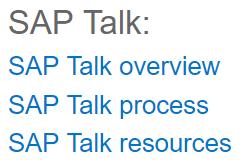 SAP Talk:
SAP Talk overview
SAP Talk process
SAP Talk resources